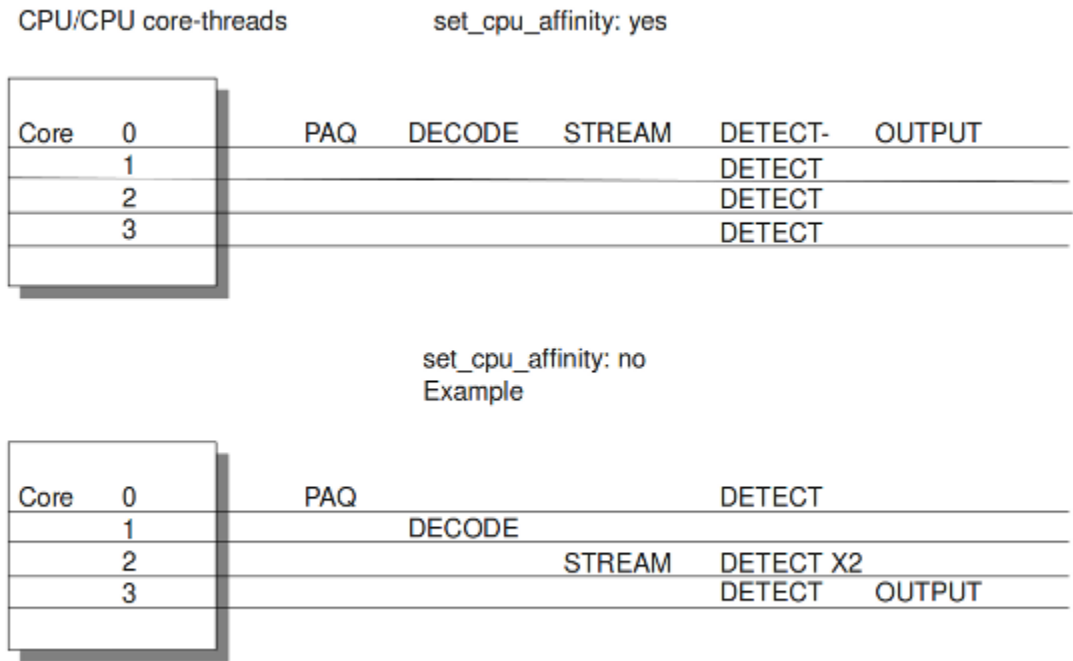 CPU/CPU core-threads set_cpu_affinity: yes
Core 0 PAQ DECODE STREAM DETECT- OUTPUT
1 DETECT
2 DETECT
3 DETECT
set_cpu_affinity: no
Example
Core 0 PAQ DETECT
1 DECODE
2 STREAM DETECT X2
3 DETECT OUTPUT